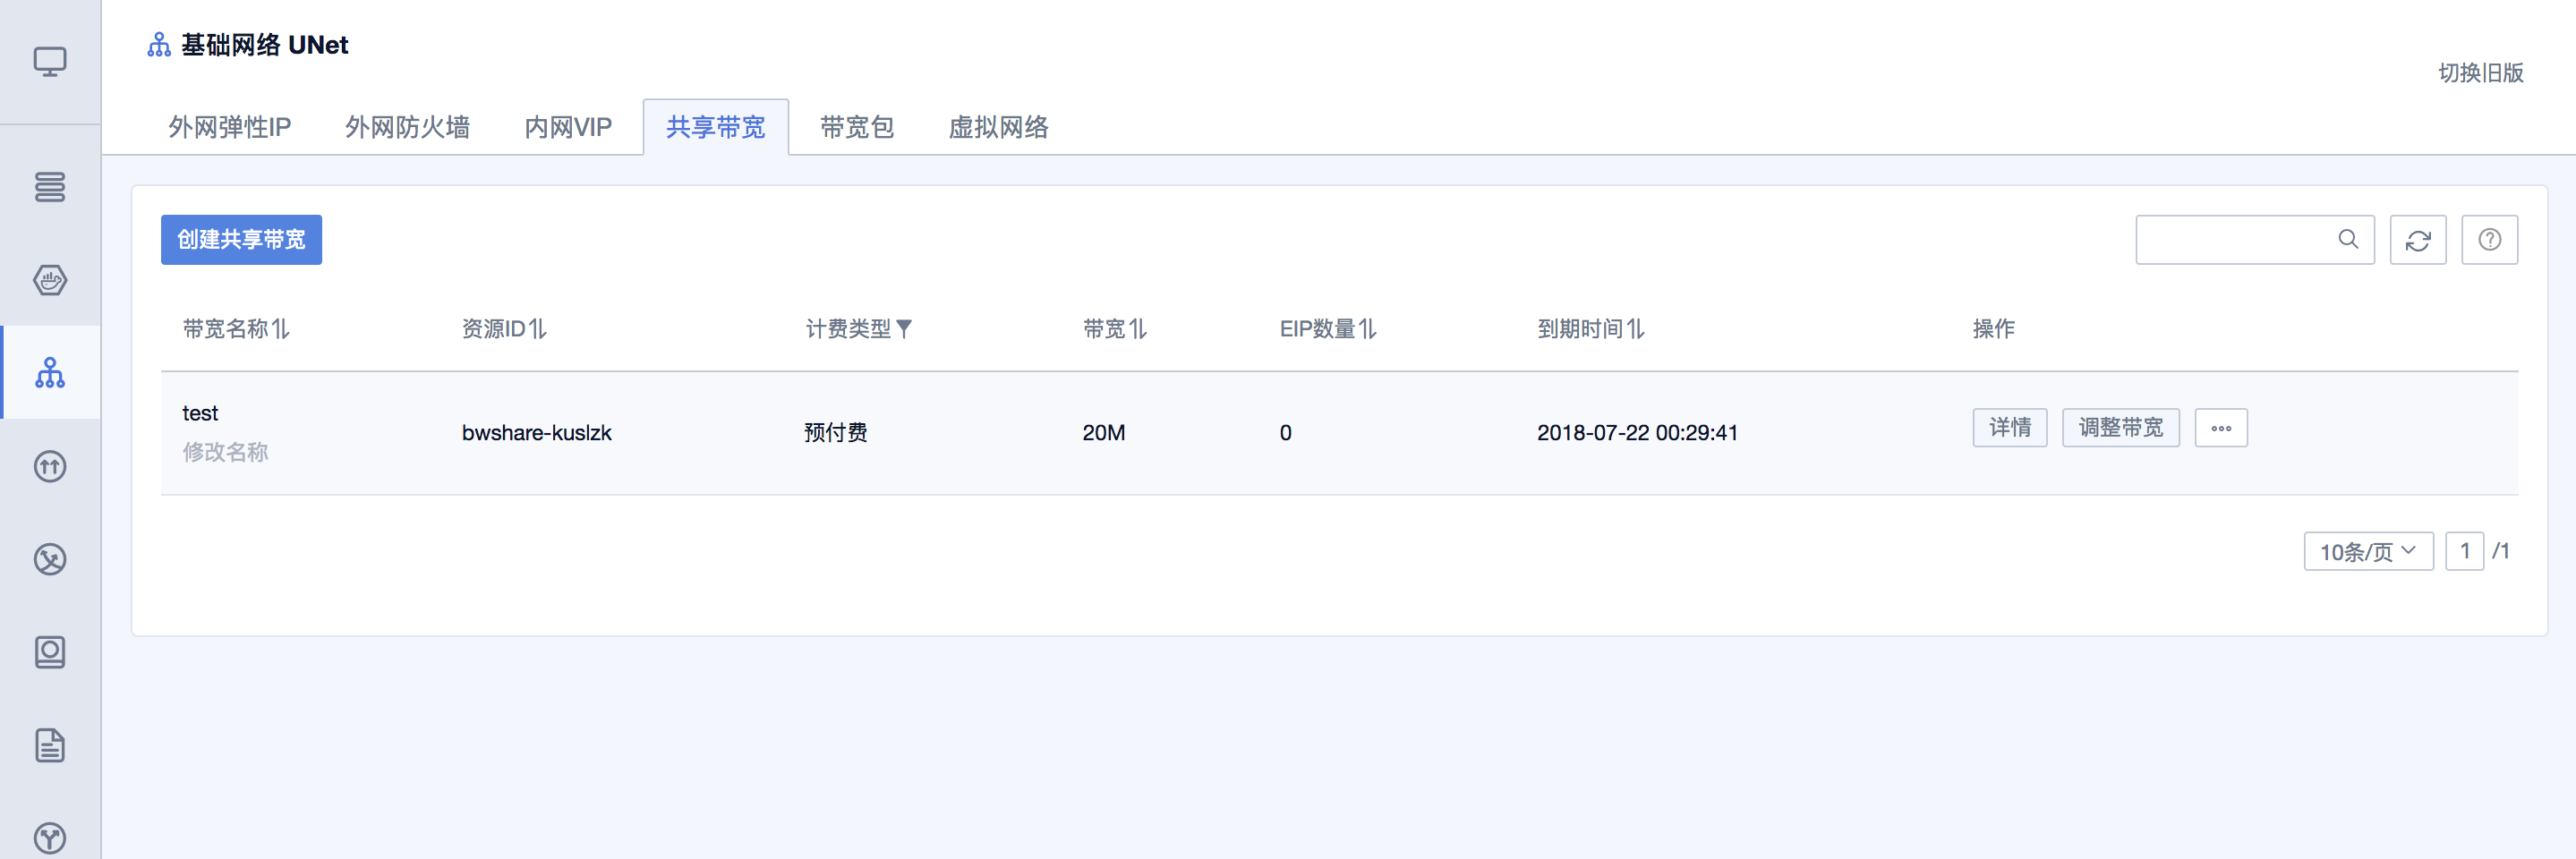 基础网络 UNet
切换旧版
外网弹性IP 外网防火墙 内网VIP 共享带宽 带宽包 虚拟网络
创建共享带宽
带宽名称 资源ID 计费类型 带宽 EIP数量 到期时间 操作
test
修改名称
bwshare-kuslzk 预付费 20M 0 2018-07-22 00:29:41 详情 调整带宽
10条/页 1 /1